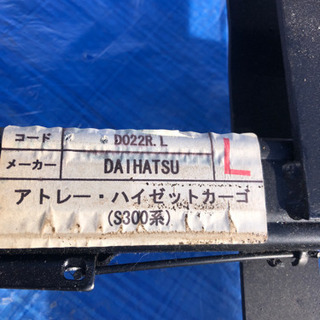 コード D022R.L
メーカー DAIHATSU L
アトレー・ハイゼットカーゴ
(S300系)